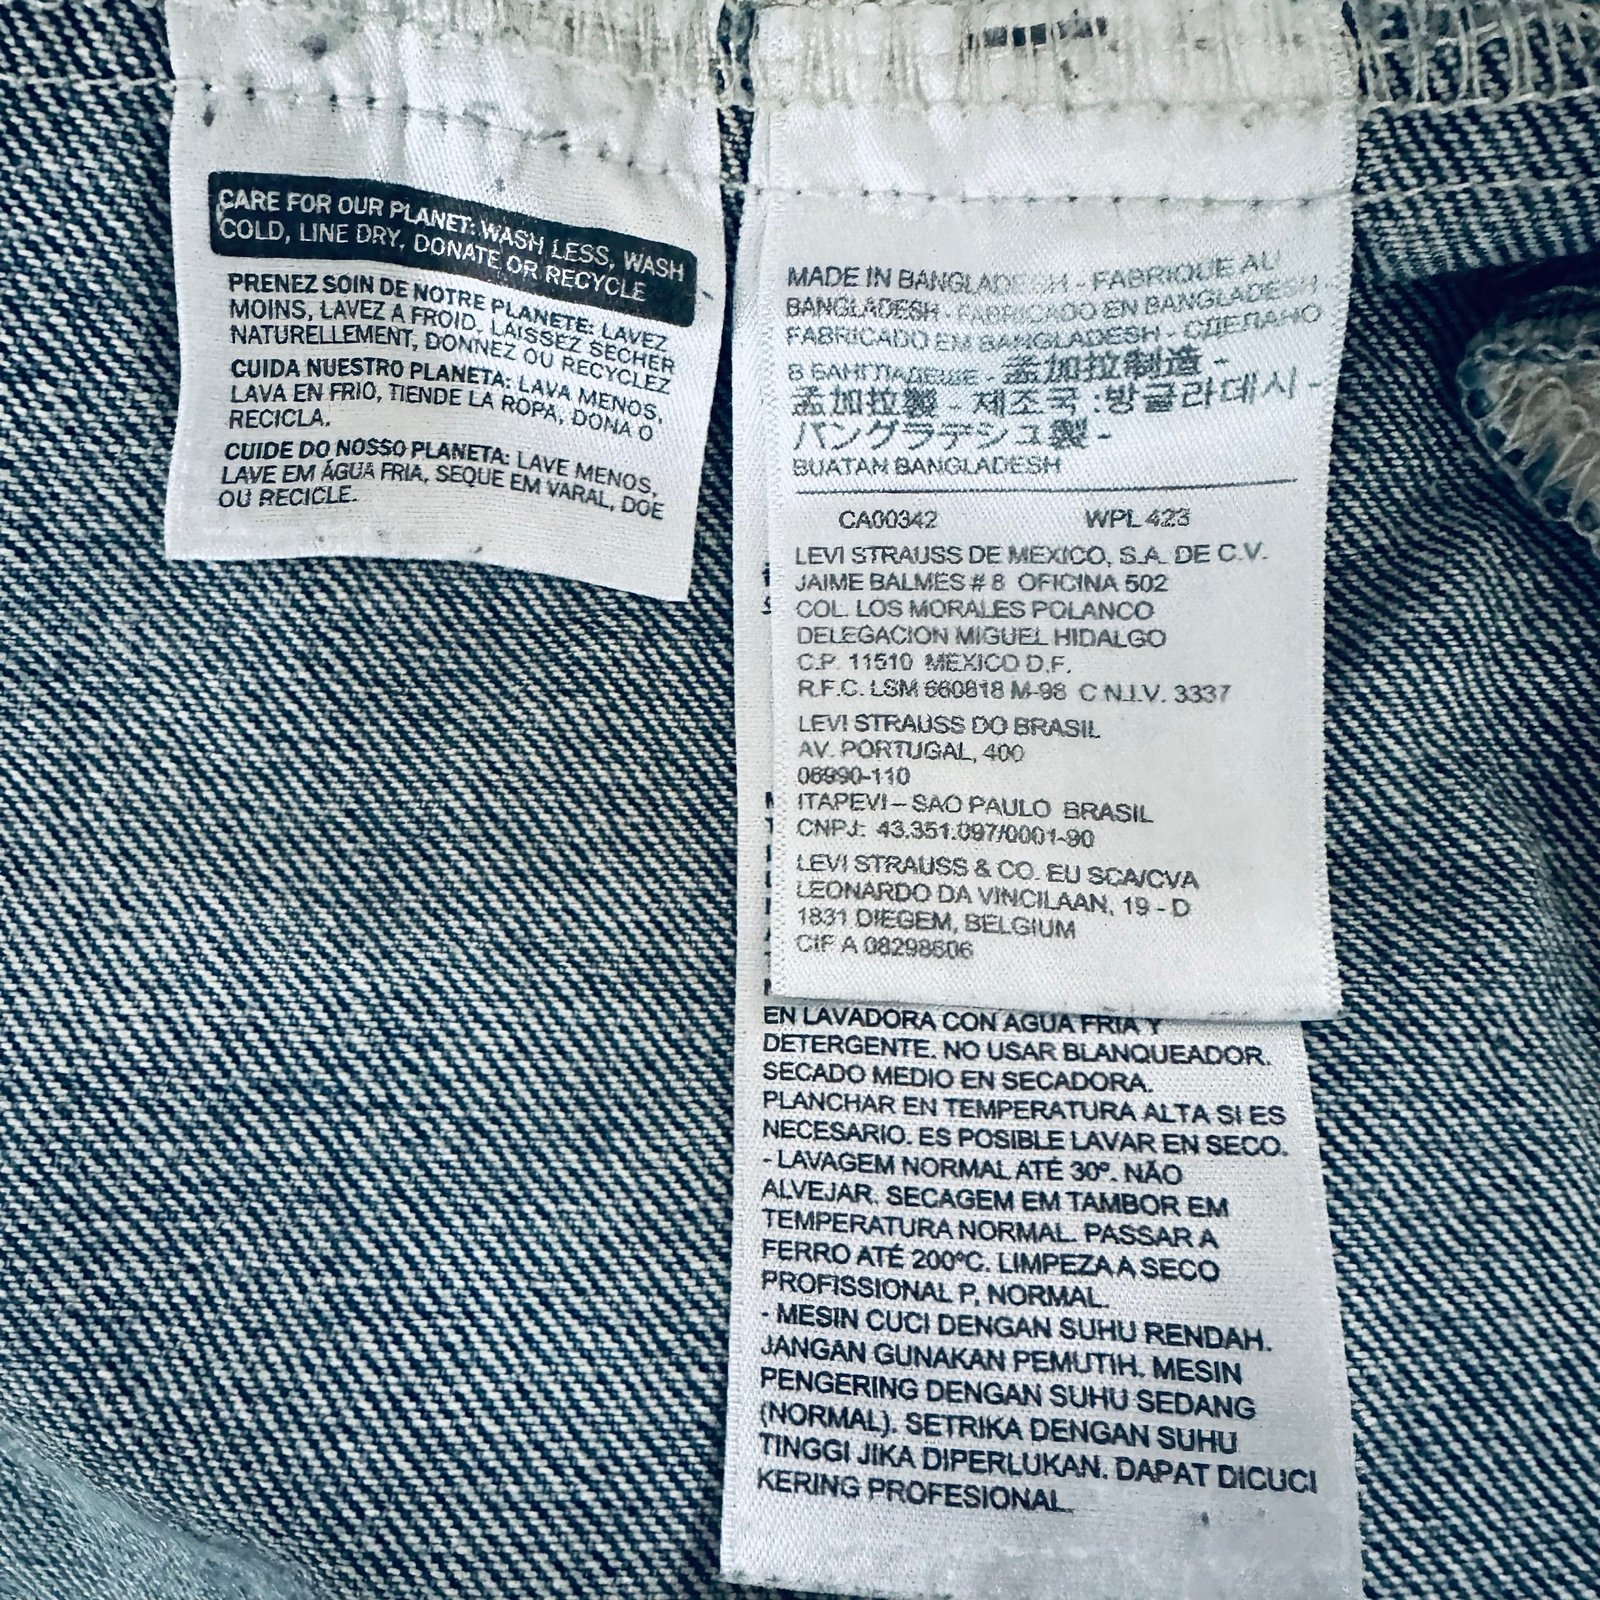 CARE FOR OUR PLANET: WASH LESS, WASH
COLD, LINE DRY, DONATE OR RECYCLE
PRENEZ SOIN DE NOTRE PLANETE: LAVEZ
MOINS, LAVEZ A FROID, LAISSEZ SECHER
NATURELLEMENT, DONNEZ OU RECYCLEZ
CUIDA NUESTRO PLANETA: LAVA MENOS,
LAVA EN FRIO, TIENDE LA ROPA, DONA O
RECICLA.
CUIDE DO NOSSO PLANETA: LAVE MENOS,
LAVE EM ÁGUA FRIA, SEQUE EM VARAL, DOE
OU RECICLE.
MADE IN BANGLADESH - FABRIQUE AU
BANGLADESH - FABRICADO EN BANGLADESH -
FABRICADO EM BANGLADESH - СДЕЛАНО
В БАНГЛАДЕШЕ - 孟加拉制造 -
孟加拉製 - 제조국 :방글라데시 -
バングラデシュ製 -
BUATAN BANGLADESH
CA00342 WPL 423
LEVI STRAUSS DE MEXICO, S.A. DE C.V.
JAIME BALMES # 8 OFICINA 502
COL. LOS MORALES POLANCO
DELEGACION MIGUEL HIDALGO
C.P. 11510 MEXICO D.F.
R.F.C. LSM 660818 M-98 C.N.I.V. 3337
LEVI STRAUSS DO BRASIL
AV. PORTUGAL, 400
06690-110
ITAPEVI – SAO PAULO BRASIL
CNPJ: 43.351.097/0001-90
LEVI STRAUSS & CO. EU SCA/CVA
LEONARDO DA VINCILAAN, 19 - D
1831 DIEGEM, BELGIUM
CIF A 08298606
EN LAVADORA CON AGUA FRIA Y
DETERGENTE. NO USAR BLANQUEADOR.
SECADO MEDIO EN SECADORA.
PLANCHAR EN TEMPERATURA ALTA SI ES
NECESARIO. ES POSIBLE LAVAR EN SECO.
- LAVAGEM NORMAL ATÉ 30º. NÃO
ALVEJAR. SECAGEM EM TAMBOR EM
TEMPERATURA NORMAL. PASSAR A
FERRO ATÉ 200ºC. LIMPEZA A SECO
PROFISSIONAL P, NORMAL.
- MESIN CUCI DENGAN SUHU RENDAH.
JANGAN GUNAKAN PEMUTIH. MESIN
PENGERING DENGAN SUHU SEDANG
(NORMAL). SETRIKA DENGAN SUHU
TINGGI JIKA DIPERLUKAN. DAPAT DICUCI
KERING PROFESIONAL.